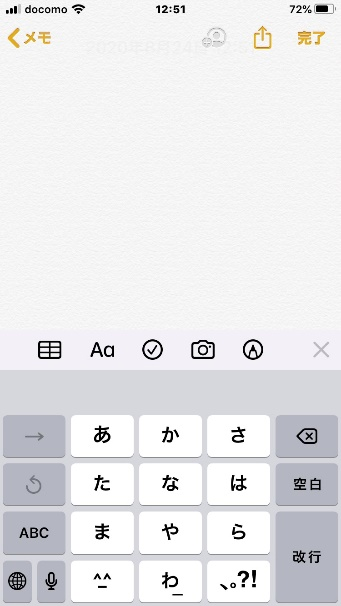 docomo 12:51 72%
メモ 完了
Aa
→ あ か さ
た な は 空白
ABC ま や ら
^_^ わ_ 、。?! 改行